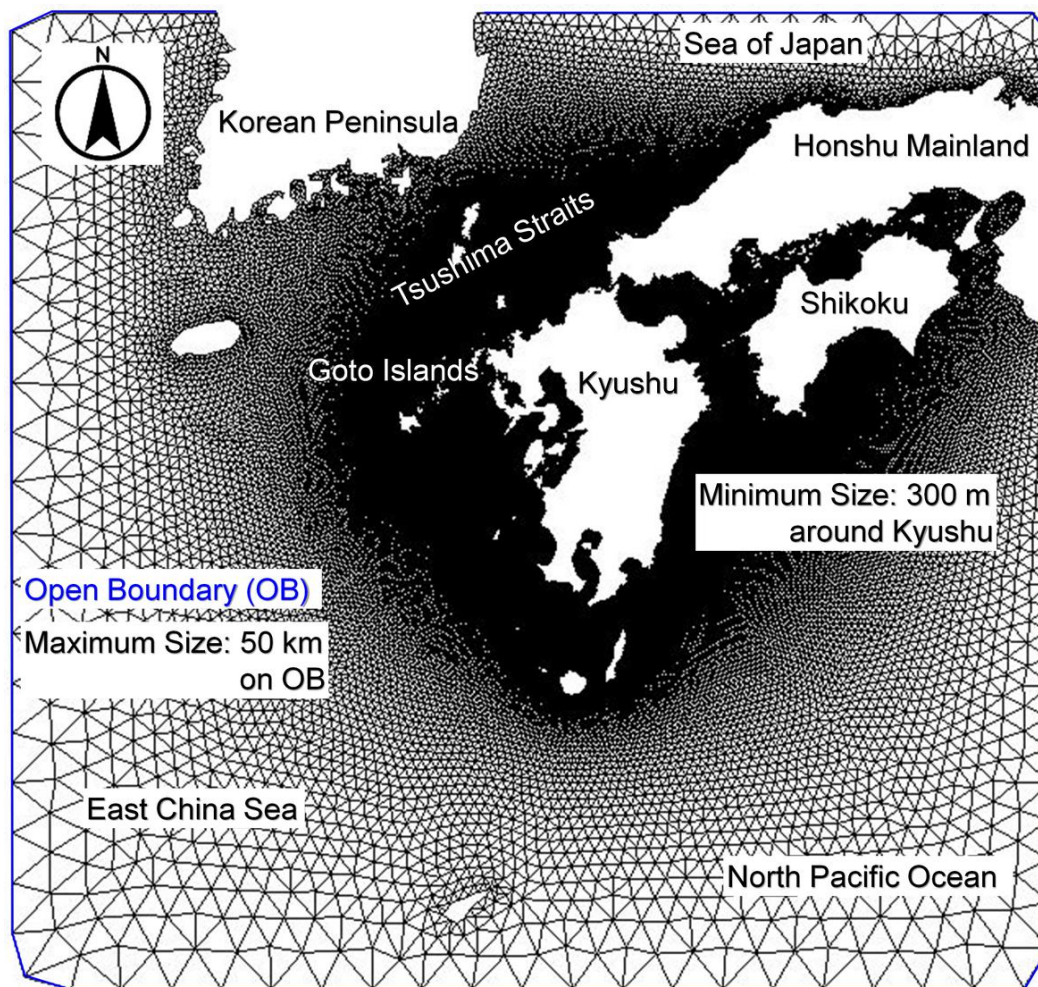 N
Sea of Japan
Korean Peninsula
Honshu Mainland
Tsushima Straits
Shikoku
Goto Islands
Kyushu
Minimum Size: 300 m
around Kyushu
Open Boundary (OB)
Maximum Size: 50 km
on OB
East China Sea
North Pacific Ocean